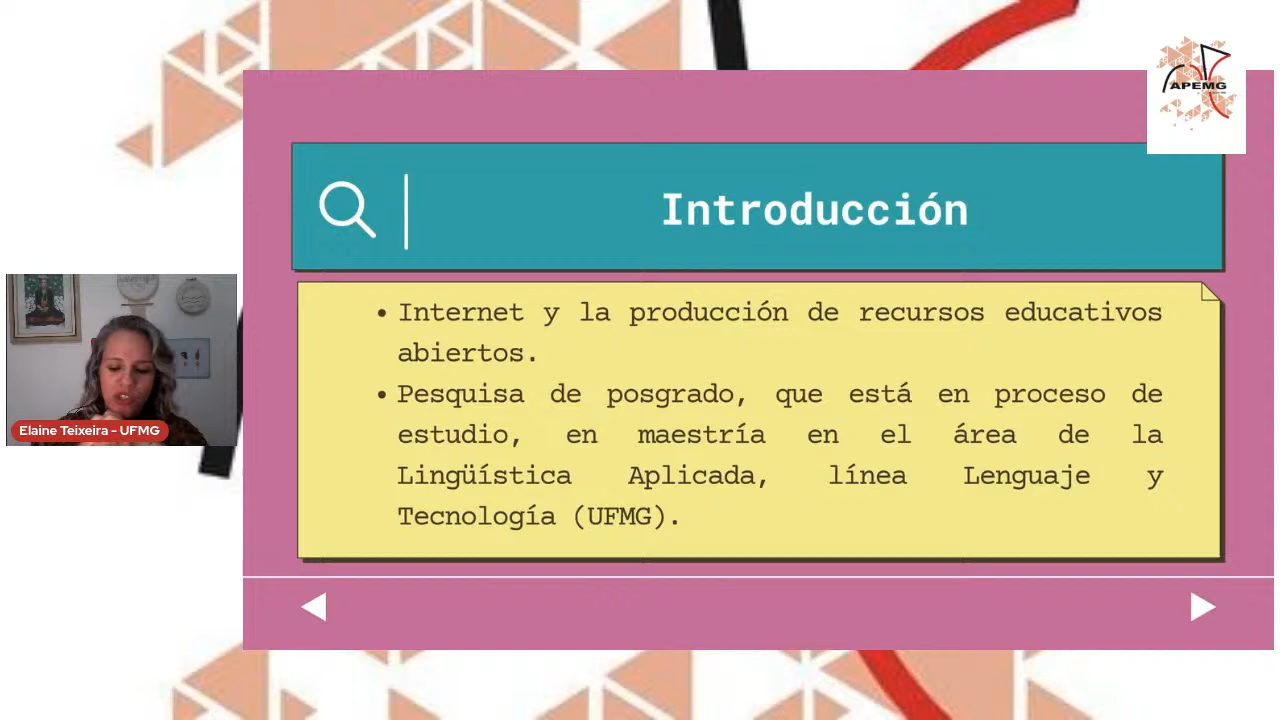 APEMG
Introducción
• Internet y la producción de recursos educativos
abiertos.
• Pesquisa de posgrado, que está en proceso de
estudio, en maestría en el área de la
Lingüística Aplicada, línea Lenguaje y
Tecnología (UFMG).
Elaine Teixeira - UFMG